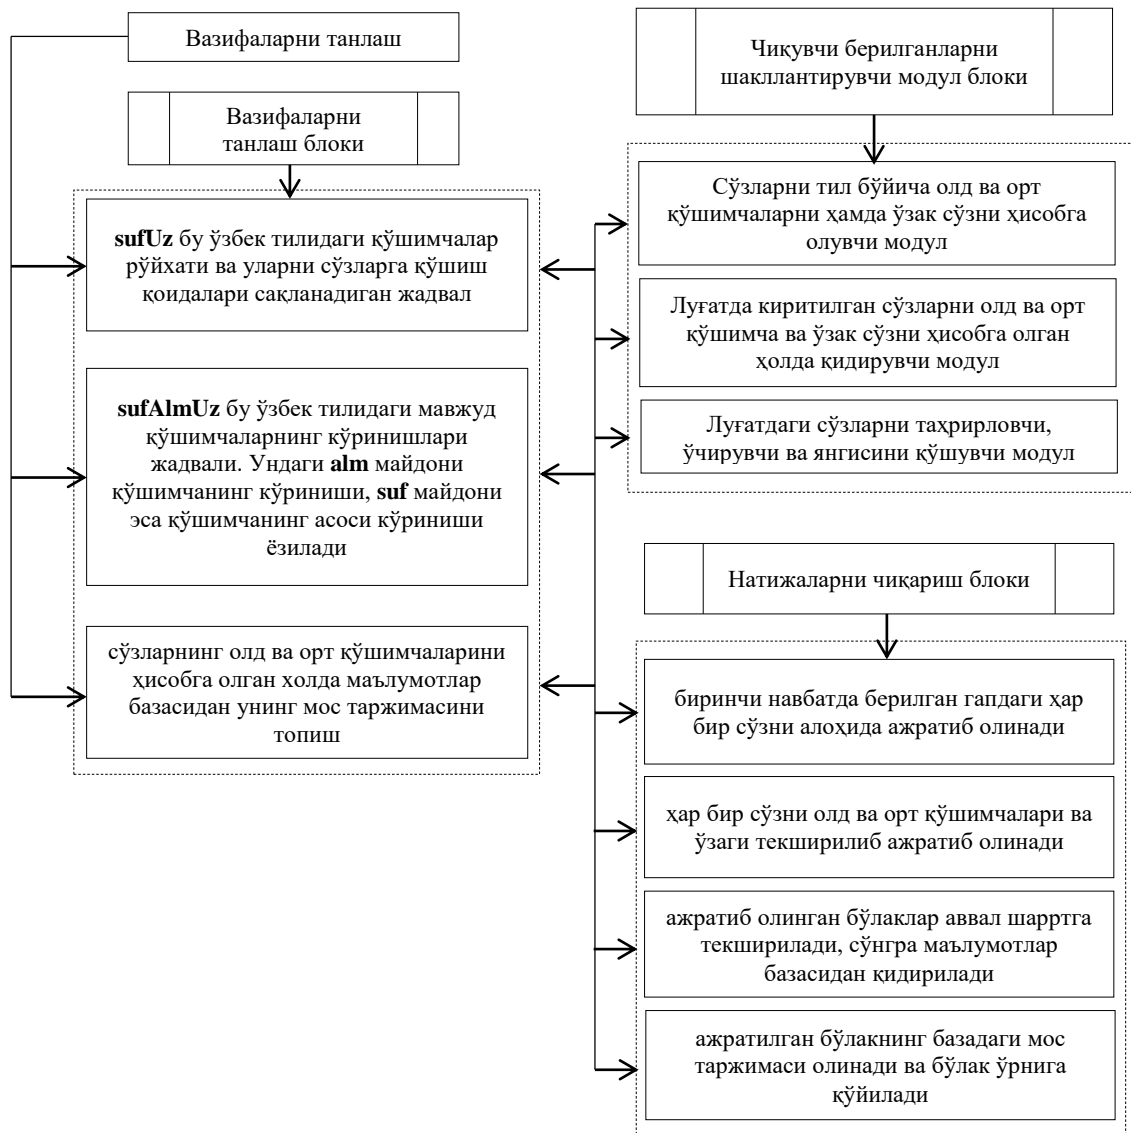 Вазифаларни танлаш
Вазифаларни
танлаш блоки
sufUz бу ўзбек тилидаги қўшимчалар
рўйхати ва уларни сўзларга қўшиш
қоидалари сақланадиган жадвал
sufAlmUz бу ўзбек тилидаги мавжуд
қўшимчаларнинг кўринишлари
жадвали. Ундаги alm майдони
қўшимчанинг кўриниши, suf майдони
эса қўшимчанинг асоси кўриниши
ёзилади
сўзларнинг олд ва орт қўшимчаларини
ҳисобга олган холда маълумотлар
базасидан унинг мос таржимасини
топиш
Чиқувчи берилганларни
шакллантирувчи модул блоки
Сўзларни тил бўйича олд ва орт
қўшимчаларни ҳамда ўзак сўзни ҳисобга
олувчи модул
Луғатда киритилган сўзларни олд ва орт
қўшимча ва ўзак сўзни ҳисобга олган
ҳолда қидирувчи модул
Луғатдаги сўзларни таҳрирловчи,
ўчирувчи ва янгисини қўшувчи модул
Натижаларни чиқариш блоки
биринчи навбатда берилган гапдаги ҳар
бир сўзни алоҳида ажратиб олинади
ҳар бир сўзни олд ва орт қўшимчалари ва
ўзаги текширилиб ажратиб олинади
ажратиб олинган бўлаклар аввал шарртга
текширилади, сўнгра маълумотлар
базасидан қидирилади
ажратилган бўлакнинг базадаги мос
таржимаси олинади ва бўлак ўрнига
қўйилади